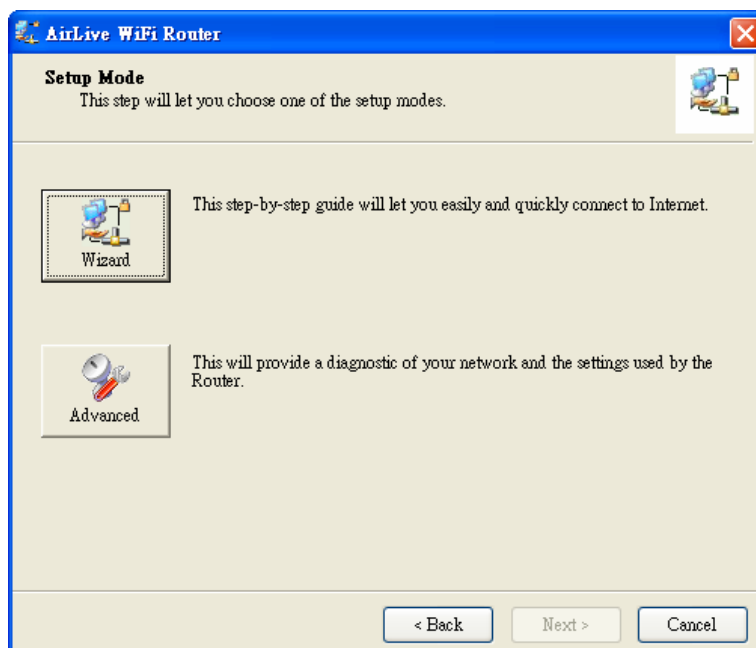 AirLive WiFi Router
Setup Mode
This step will let you choose one of the setup modes.
Wizard
This step-by-step guide will let you easily and quickly connect to Internet.
Advanced
This will provide a diagnostic of your network and the settings used by the
Router.
< Back
Next >
Cancel